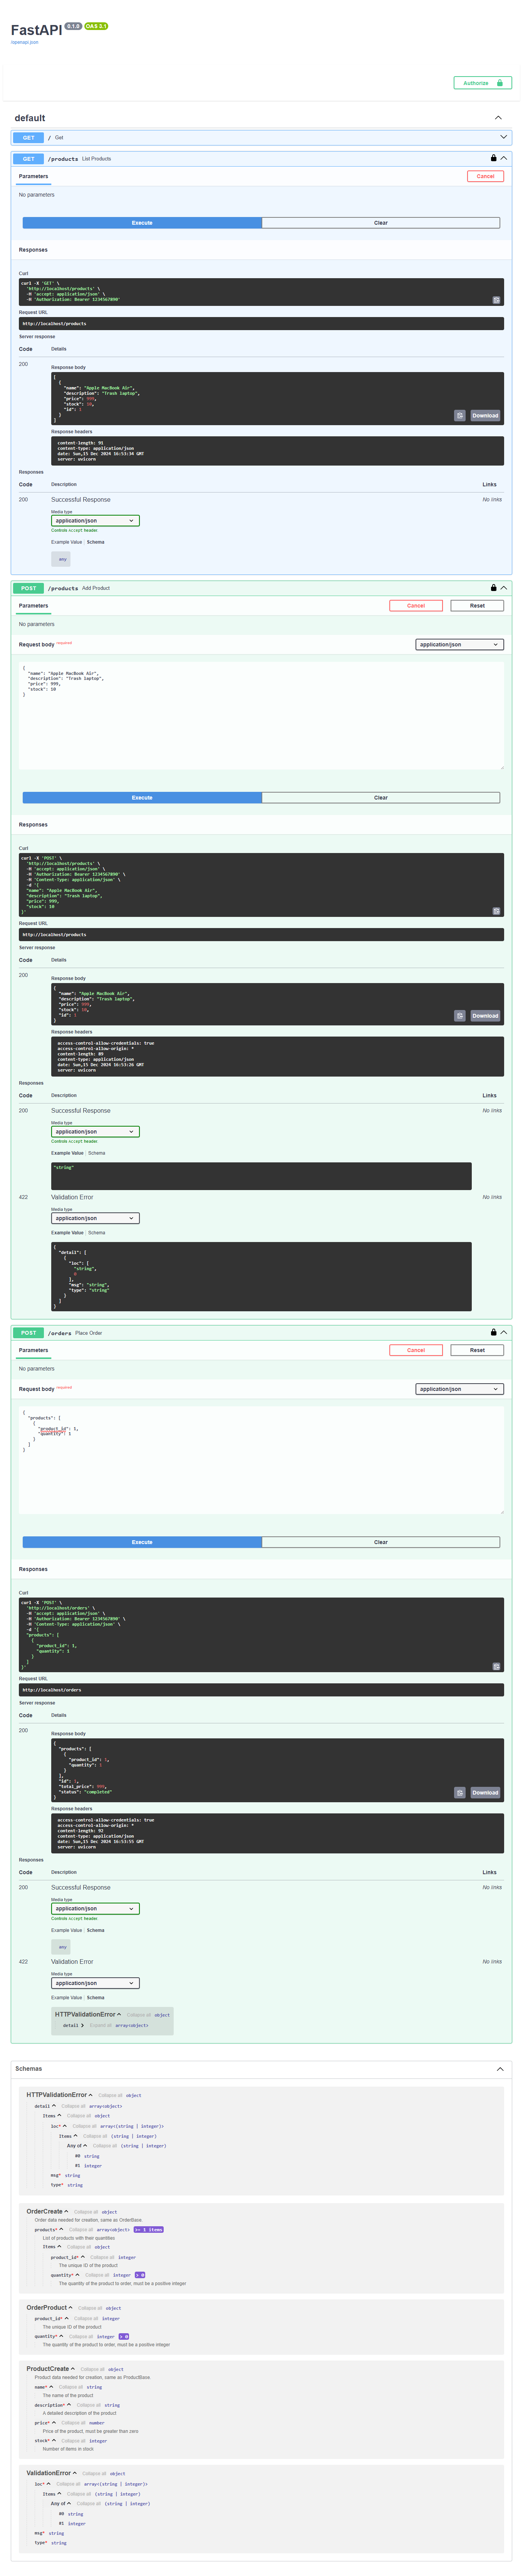 FastAPI 0.1.0 OAS 3.1
/openapi.json
Authorize
default
GET / Get
GET /products List Products
Parameters Cancel
No parameters
Execute Clear
Responses
Curl
curl -X 'GET' \
'http://localhost/products' \
-H 'accept: application/json' \
-H 'Authorization: Bearer 1234567890'
Request URL
http://localhost/products
Server response
Code Details
200
Response body
[
{
"name": "Apple MacBook Air",
"description": "Trash laptop",
"price": 999,
"stock": 10,
"id": 1
}
]
Download
Response headers
content-length: 91
content-type: application/json
date: Sun,15 Dec 2024 16:53:34 GMT
server: uvicorn
Responses
Code Description Links
200 Successful Response No links
Media type
application/json
Controls accept header.
Example Value Schema
any
POST /products Add Product
Parameters Cancel Reset
No parameters
Request body required application/json
{
"name": "Apple MacBook Air",
"description": "Trash laptop",
"price": 999,
"stock": 10
}
Execute Clear
Responses
Curl
curl -X 'POST' \
'http://localhost/products' \
-H 'accept: application/json' \
-H 'Authorization: Bearer 1234567890' \
-H 'Content-Type: application/json' \
-d '{
"name": "Apple MacBook Air",
"description": "Trash laptop",
"price": 999,
"stock": 10
}'
Request URL
http://localhost/products
Server response
Code Details
200
Response body
{
"name": "Apple MacBook Air",
"description": "Trash laptop",
"price": 999,
"stock": 10,
"id": 1
}
Download
Response headers
access-control-allow-credentials: true
access-control-allow-origin: *
content-length: 89
content-type: application/json
date: Sun,15 Dec 2024 16:53:26 GMT
server: uvicorn
Responses
Code Description Links
200 Successful Response No links
Media type
application/json
Controls accept header.
Example Value Schema
"string"
422 Validation Error No links
Media type
application/json
Example Value Schema
{
"detail": [
{
"loc": [
"string",
0
],
"msg": "string",
"type": "string"
}
]
}
POST /orders Place Order
Parameters Cancel Reset
No parameters
Request body required application/json
{
"products": [
{
"product_id": 1,
"quantity": 1
}
]
}
Execute Clear
Responses
Curl
curl -X 'POST' \
'http://localhost/orders' \
-H 'accept: application/json' \
-H 'Authorization: Bearer 1234567890' \
-H 'Content-Type: application/json' \
-d '{
"products": [
{
"product_id": 1,
"quantity": 1
}
]
}'
Request URL
http://localhost/orders
Server response
Code Details
200
Response body
{
"products": [
{
"product_id": 1,
"quantity": 1
}
],
"id": 1,
"total_price": 999,
"status": "completed"
}
Download
Response headers
access-control-allow-credentials: true
access-control-allow-origin: *
content-length: 92
content-type: application/json
date: Sun,15 Dec 2024 16:53:55 GMT
server: uvicorn
Responses
Code Description Links
200 Successful Response No links
Media type
application/json
Controls accept header.
Example Value Schema
any
422 Validation Error No links
Media type
application/json
Example Value Schema
HTTPValidationError Collapse all object
detail Expand all array<object>
Schemas
HTTPValidationError Collapse all object
detail Collapse all array<object>
Items Collapse all object
loc* Collapse all array<(string | integer)>
Items Collapse all (string | integer)
Any of Collapse all (string | integer)
#0 string
#1 integer
msg* string
type* string
OrderCreate Collapse all object
Order data needed for creation, same as OrderBase
products* Collapse all array<object> >= 1 items
List of products with their quantities
Items Collapse all object
product_id* Collapse all integer
The unique ID of the product
quantity* Collapse all integer > 0
The quantity of the product to order, must be a positive integer
OrderProduct Collapse all object
product_id* Collapse all integer
The unique ID of the product
quantity* Collapse all integer > 0
The quantity of the product to order, must be a positive integer
ProductCreate Collapse all object
Product data needed for creation, same as ProductBase
name* Collapse all string
The name of the product
description* Collapse all string
A detailed description of the product
price* Collapse all number
Price of the product, must be greater than zero
stock* Collapse all integer
Number of items in stock
ValidationError Collapse all object
loc* Collapse all array<(string | integer)>
Items Collapse all (string | integer)
Any of Collapse all (string | integer)
#0 string
#1 integer
msg* string
type* string